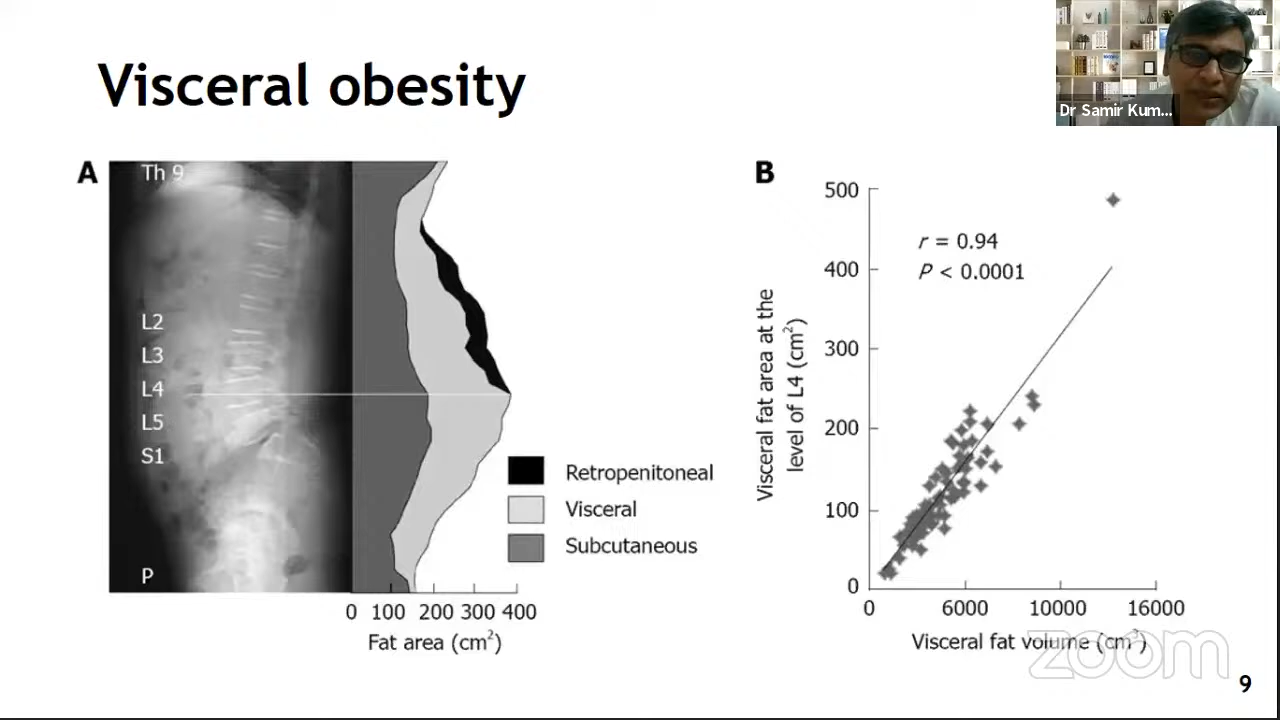 Visceral obesity
Dr Samir Kum...
A
Th 9
L2
L3
L4
L5
S1
P
Retropenitoneal
Visceral
Subcutaneous
0 100 200 300 400
Fat area (cm²)
B
500
400
300
200
100
0
r = 0.94
P < 0.0001
Visceral fat area at the
level of L4 (cm²)
0 6000 10000 16000
Visceral fat volume (cm²)
zoom
9